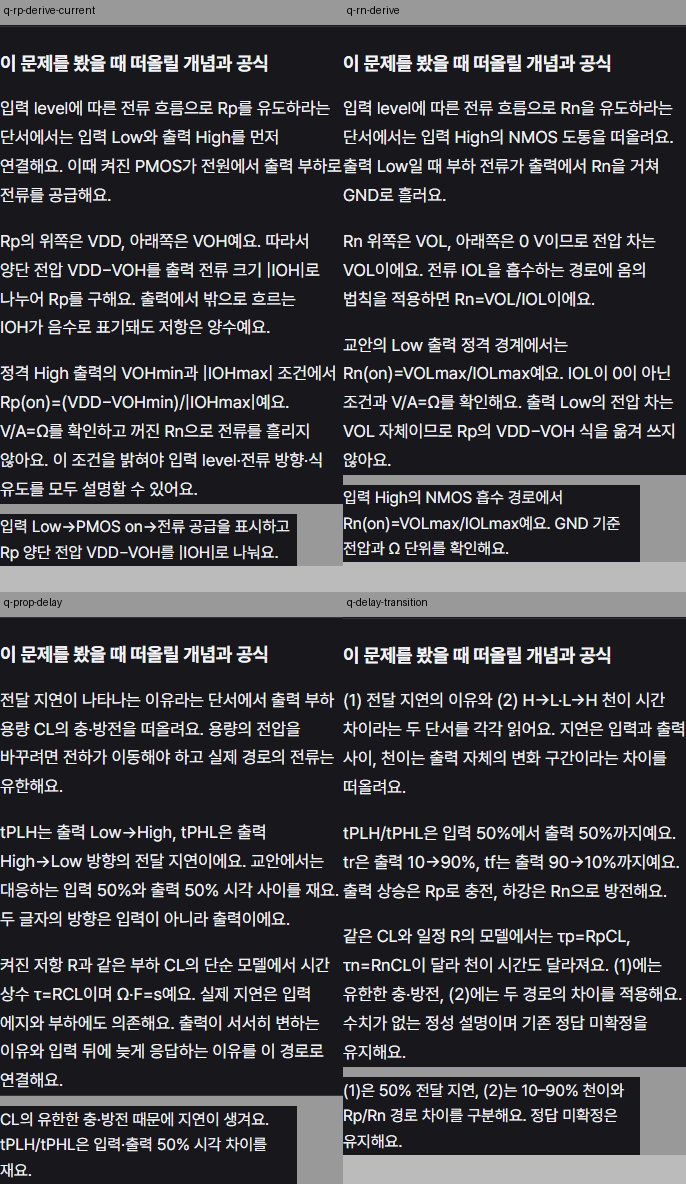 q-rp-derive-current
이 문제를 봤을 때 떠올릴 개념과 공식
입력 level에 따른 전류 흐름으로 Rp를 유도하라는
단서에서는 입력 Low와 출력 High를 먼저
연결해요. 이때 켜진 PMOS가 전원에서 출력 부하로
전류를 공급해요.
Rp의 위쪽은 VDD, 아래쪽은 VOH예요. 따라서
양단 전압 VDD−VOH를 출력 전류 크기 |IOH|로
나누어 Rp를 구해요. 출력에서 밖으로 흐르는
IOH가 음수로 표기돼도 저항은 양수예요.
정격 High 출력의 VOHmin과 |IOHmax| 조건에서
Rp(on)=(VDD−VOHmin)/|IOHmax|예요.
V/A=Ω를 확인하고 꺼진 Rn으로 전류를 흘리지
않아요. 이 조건을 밝혀야 입력 level·전류 방향·식
유도를 모두 설명할 수 있어요.
입력 Low→PMOS on→전류 공급을 표시하고
Rp 양단 전압 VDD−VOH를 |IOH|로 나눠요.
q-rn-derive
이 문제를 봤을 때 떠올릴 개념과 공식
입력 level에 따른 전류 흐름으로 Rn을 유도하라는
단서에서는 입력 High의 NMOS 도통을 떠올려요.
출력 Low일 때 부하 전류가 출력에서 Rn을 거쳐
GND로 흘러요.
Rn 위쪽은 VOL, 아래쪽은 0 V이므로 전압 차는
VOL이에요. 전류 IOL을 흡수하는 경로에 옴의
법칙을 적용하면 Rn=VOL/IOL이에요.
교안의 Low 출력 정격 경계에서는
Rn(on)=VOLmax/IOLmax예요. IOL이 0이 아닌
조건과 V/A=Ω를 확인해요. 출력 Low의 전압 차는
VOL 자체이므로 Rp의 VDD−VOH 식을 옮겨 쓰지
않아요.
입력 High의 NMOS 흡수 경로에서
Rn(on)=VOLmax/IOLmax예요. GND 기준
전압과 Ω 단위를 확인해요.
q-prop-delay
이 문제를 봤을 때 떠올릴 개념과 공식
전달 지연이 나타나는 이유라는 단서에서 출력 부하
용량 CL의 충·방전을 떠올려요. 용량의 전압을
바꾸려면 전하가 이동해야 하고 실제 경로의 전류는
유한해요.
tPLH는 출력 Low→High, tPHL은 출력
High→Low 방향의 전달 지연이에요. 교안에서는
대응하는 입력 50%와 출력 50% 시각 사이를 재요.
두 글자의 방향은 입력이 아니라 출력이에요.
켜진 저항 R과 같은 부하 CL의 단순 모델에서 시간
상수 τ=RCL이며 Ω·F=s예요. 실제 지연은 입력
에지와 부하에도 의존해요. 출력이 서서히 변하는
이유와 입력 뒤에 늦게 응답하는 이유를 이 경로로
연결해요.
CL의 유한한 충·방전 때문에 지연이 생겨요.
tPLH/tPHL은 입력·출력 50% 시각 차이를
재요.
q-delay-transition
이 문제를 봤을 때 떠올릴 개념과 공식
(1) 전달 지연의 이유와 (2) H→L·L→H 천이 시간
차이라는 두 단서를 각각 읽어요. 지연은 입력과 출력
사이, 천이는 출력 자체의 변화 구간이라는 차이를
떠올려요.
tPLH/tPHL은 입력 50%에서 출력 50%까지예요.
tr은 출력 10→90%, tf는 출력 90→10%까지예요.
출력 상승은 Rp로 충전, 하강은 Rn으로 방전해요.
같은 CL와 일정 R의 모델에서는 τp=RpCL,
τn=RnCL이 달라 천이 시간도 달라져요. (1)에는
유한한 충·방전, (2)에는 두 경로의 차이를 적용해요.
수치가 없는 정성 설명이며 기존 정답 미확정을
유지해요.
(1)은 50% 전달 지연, (2)는 10–90% 천이와
Rp/Rn 경로 차이를 구분해요. 정답 미확정은
유지해요.